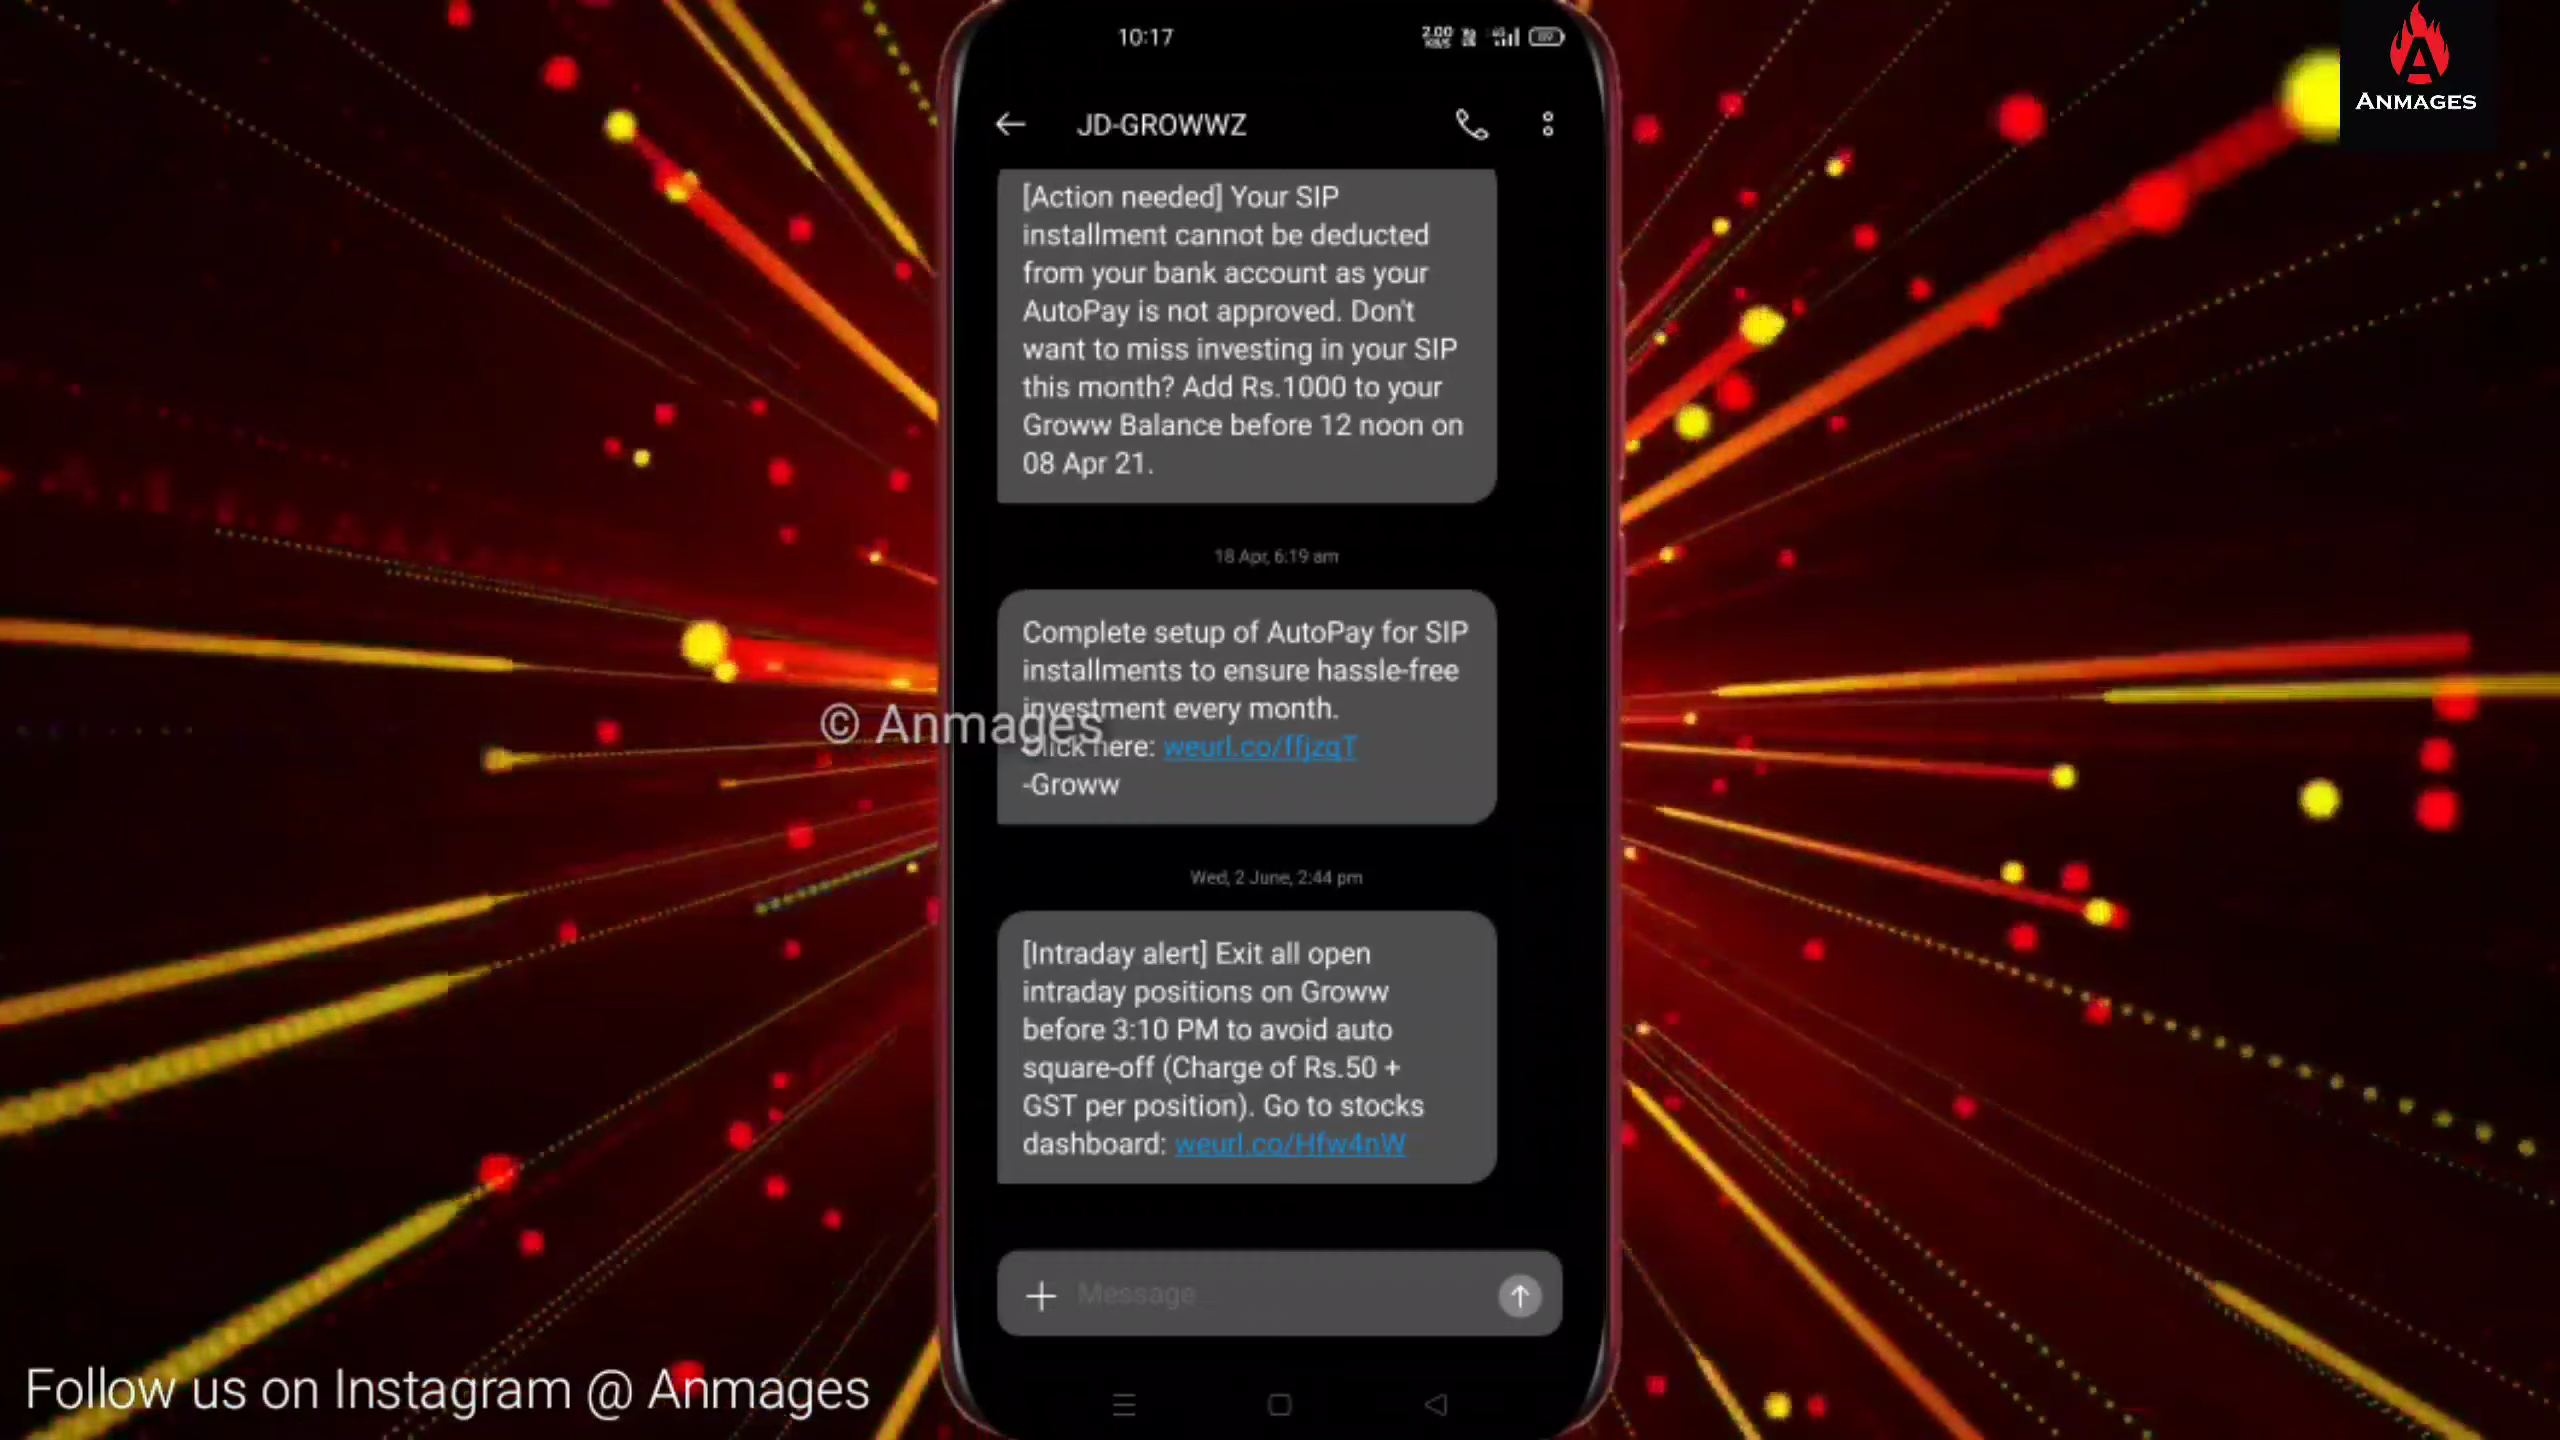 10:17
2.00
KB/S
4G
89
ANMAGES
JD-GROWWZ
[Action needed] Your SIP
installment cannot be deducted
from your bank account as your
AutoPay is not approved. Don't
want to miss investing in your SIP
this month? Add Rs.1000 to your
Groww Balance before 12 noon on
08 Apr 21.
18 Apr, 6:19 am
Complete setup of AutoPay for SIP
installments to ensure hassle-free
investment every month.
© Anmages
Click here: weurl.co/ffjzqT
-Groww
Wed, 2 June, 2:44 pm
[Intraday alert] Exit all open
intraday positions on Groww
before 3:10 PM to avoid auto
square-off (Charge of Rs.50 +
GST per position). Go to stocks
dashboard: weurl.co/Hfw4nW
Message...
Follow us on Instagram @ Anmages